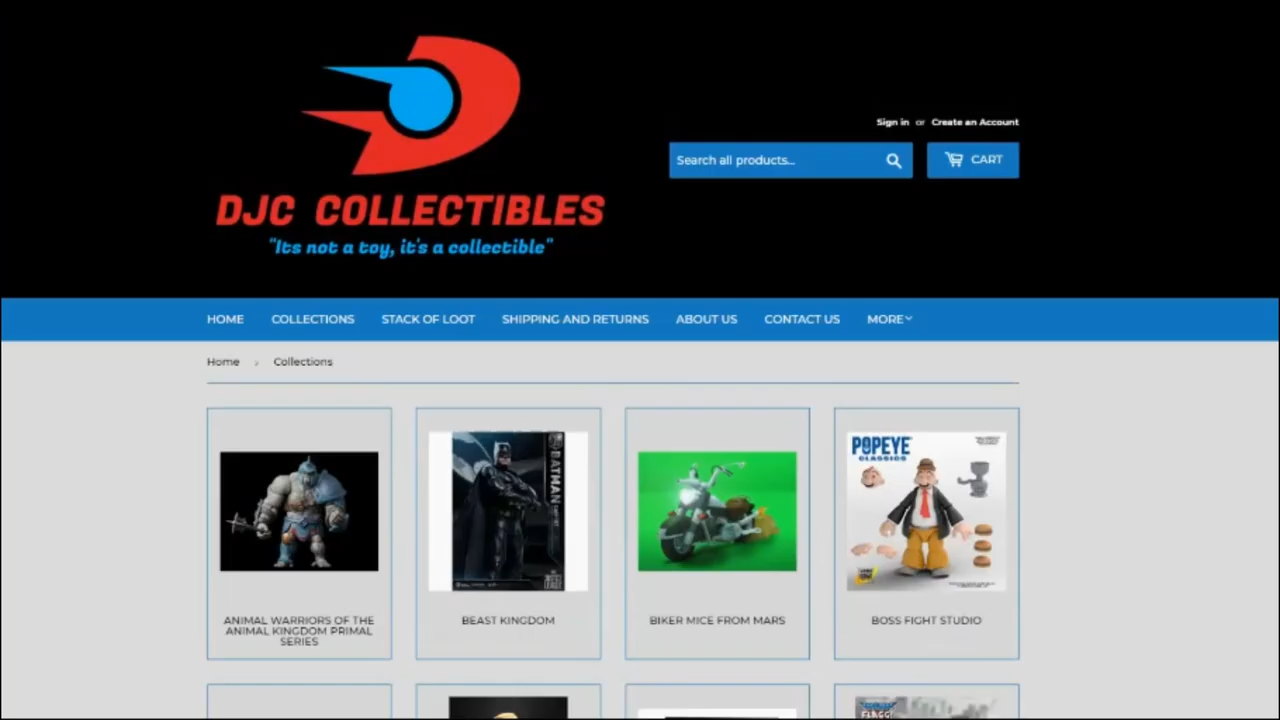 Sign in or Create an Account
Search all products...
CART
DJC COLLECTIBLES
"Its not a toy, it's a collectible"
HOME COLLECTIONS STACK OF LOOT SHIPPING AND RETURNS ABOUT US CONTACT US MORE
Home › Collections
BATMAN
POPEYE
CLASSICS
ANIMAL WARRIORS OF THE
ANIMAL KINGDOM PRIMAL
SERIES
BEAST KINGDOM
BIKER MICE FROM MARS
BOSS FIGHT STUDIO